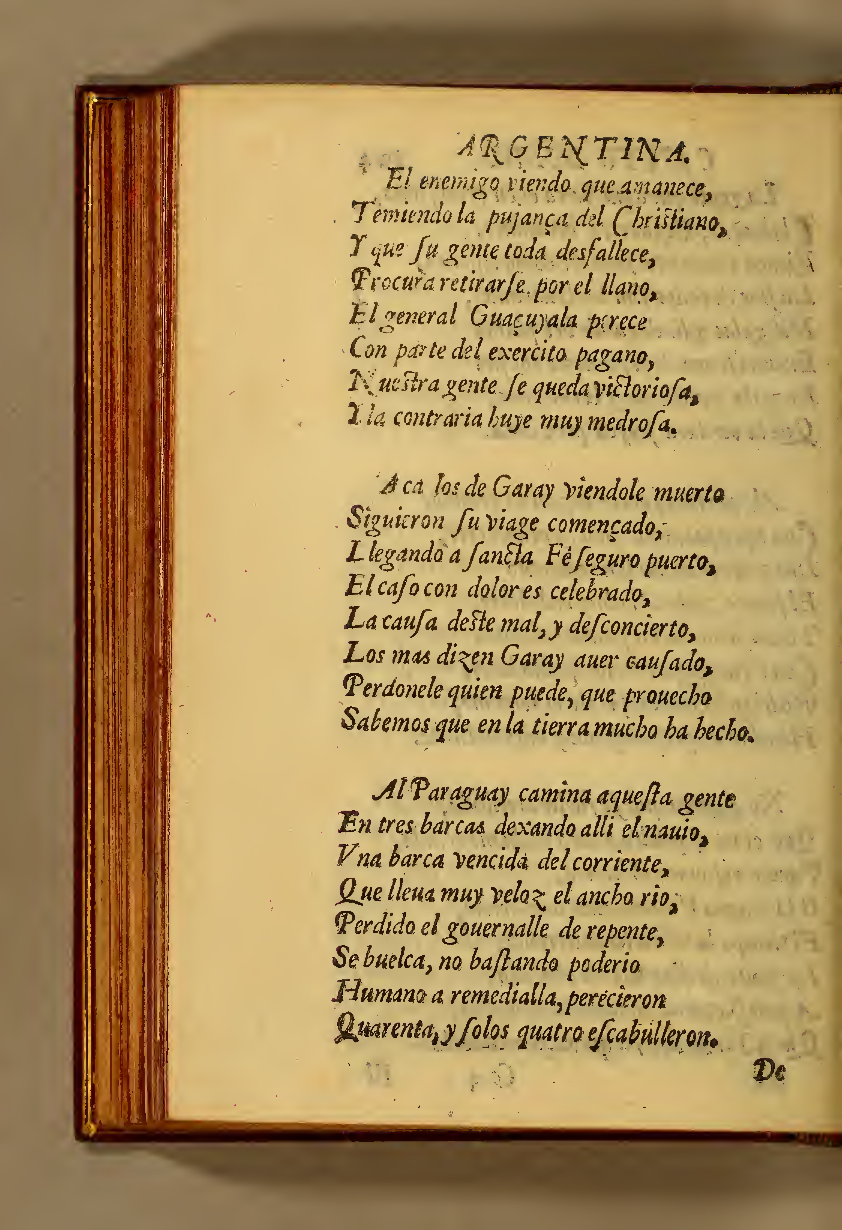 ARGENTINA.
El enemigo viendo que amanece,
Temiendo la pujança del Chriſtiano,
Y que ſu gente toda desfallece,
Procura retirarſe por el llano,
El general Guaçuyala perece
Con parte del exercito pagano,
Nueſtra gente ſe queda victorioſa,
Y la contraria huye muy medroſa.
Aca los de Garay viendole muerto
Siguieron ſu viage començado,
Llegando a ſancta Fé ſeguro puerto,
El caſo con dolor es celebrado,
La cauſa deſte mal, y deſconcierto,
Los mas dizen Garay auer cauſado,
Perdonele quien puede, que prouecho
Sabemos que en la tierra mucho ha hecho.
Al Paraguay camina aqueſta gente
En tres barcas dexando alli el nauio,
Vna barca vencida del corriente,
Que lleua muy veloz el ancho rio,
Perdido el gouernalle de repente,
Se buelca, no baſtando poderio
Humano a remedialla, perecieron
Quarenta, y ſolos quatro eſcabulleron.
De